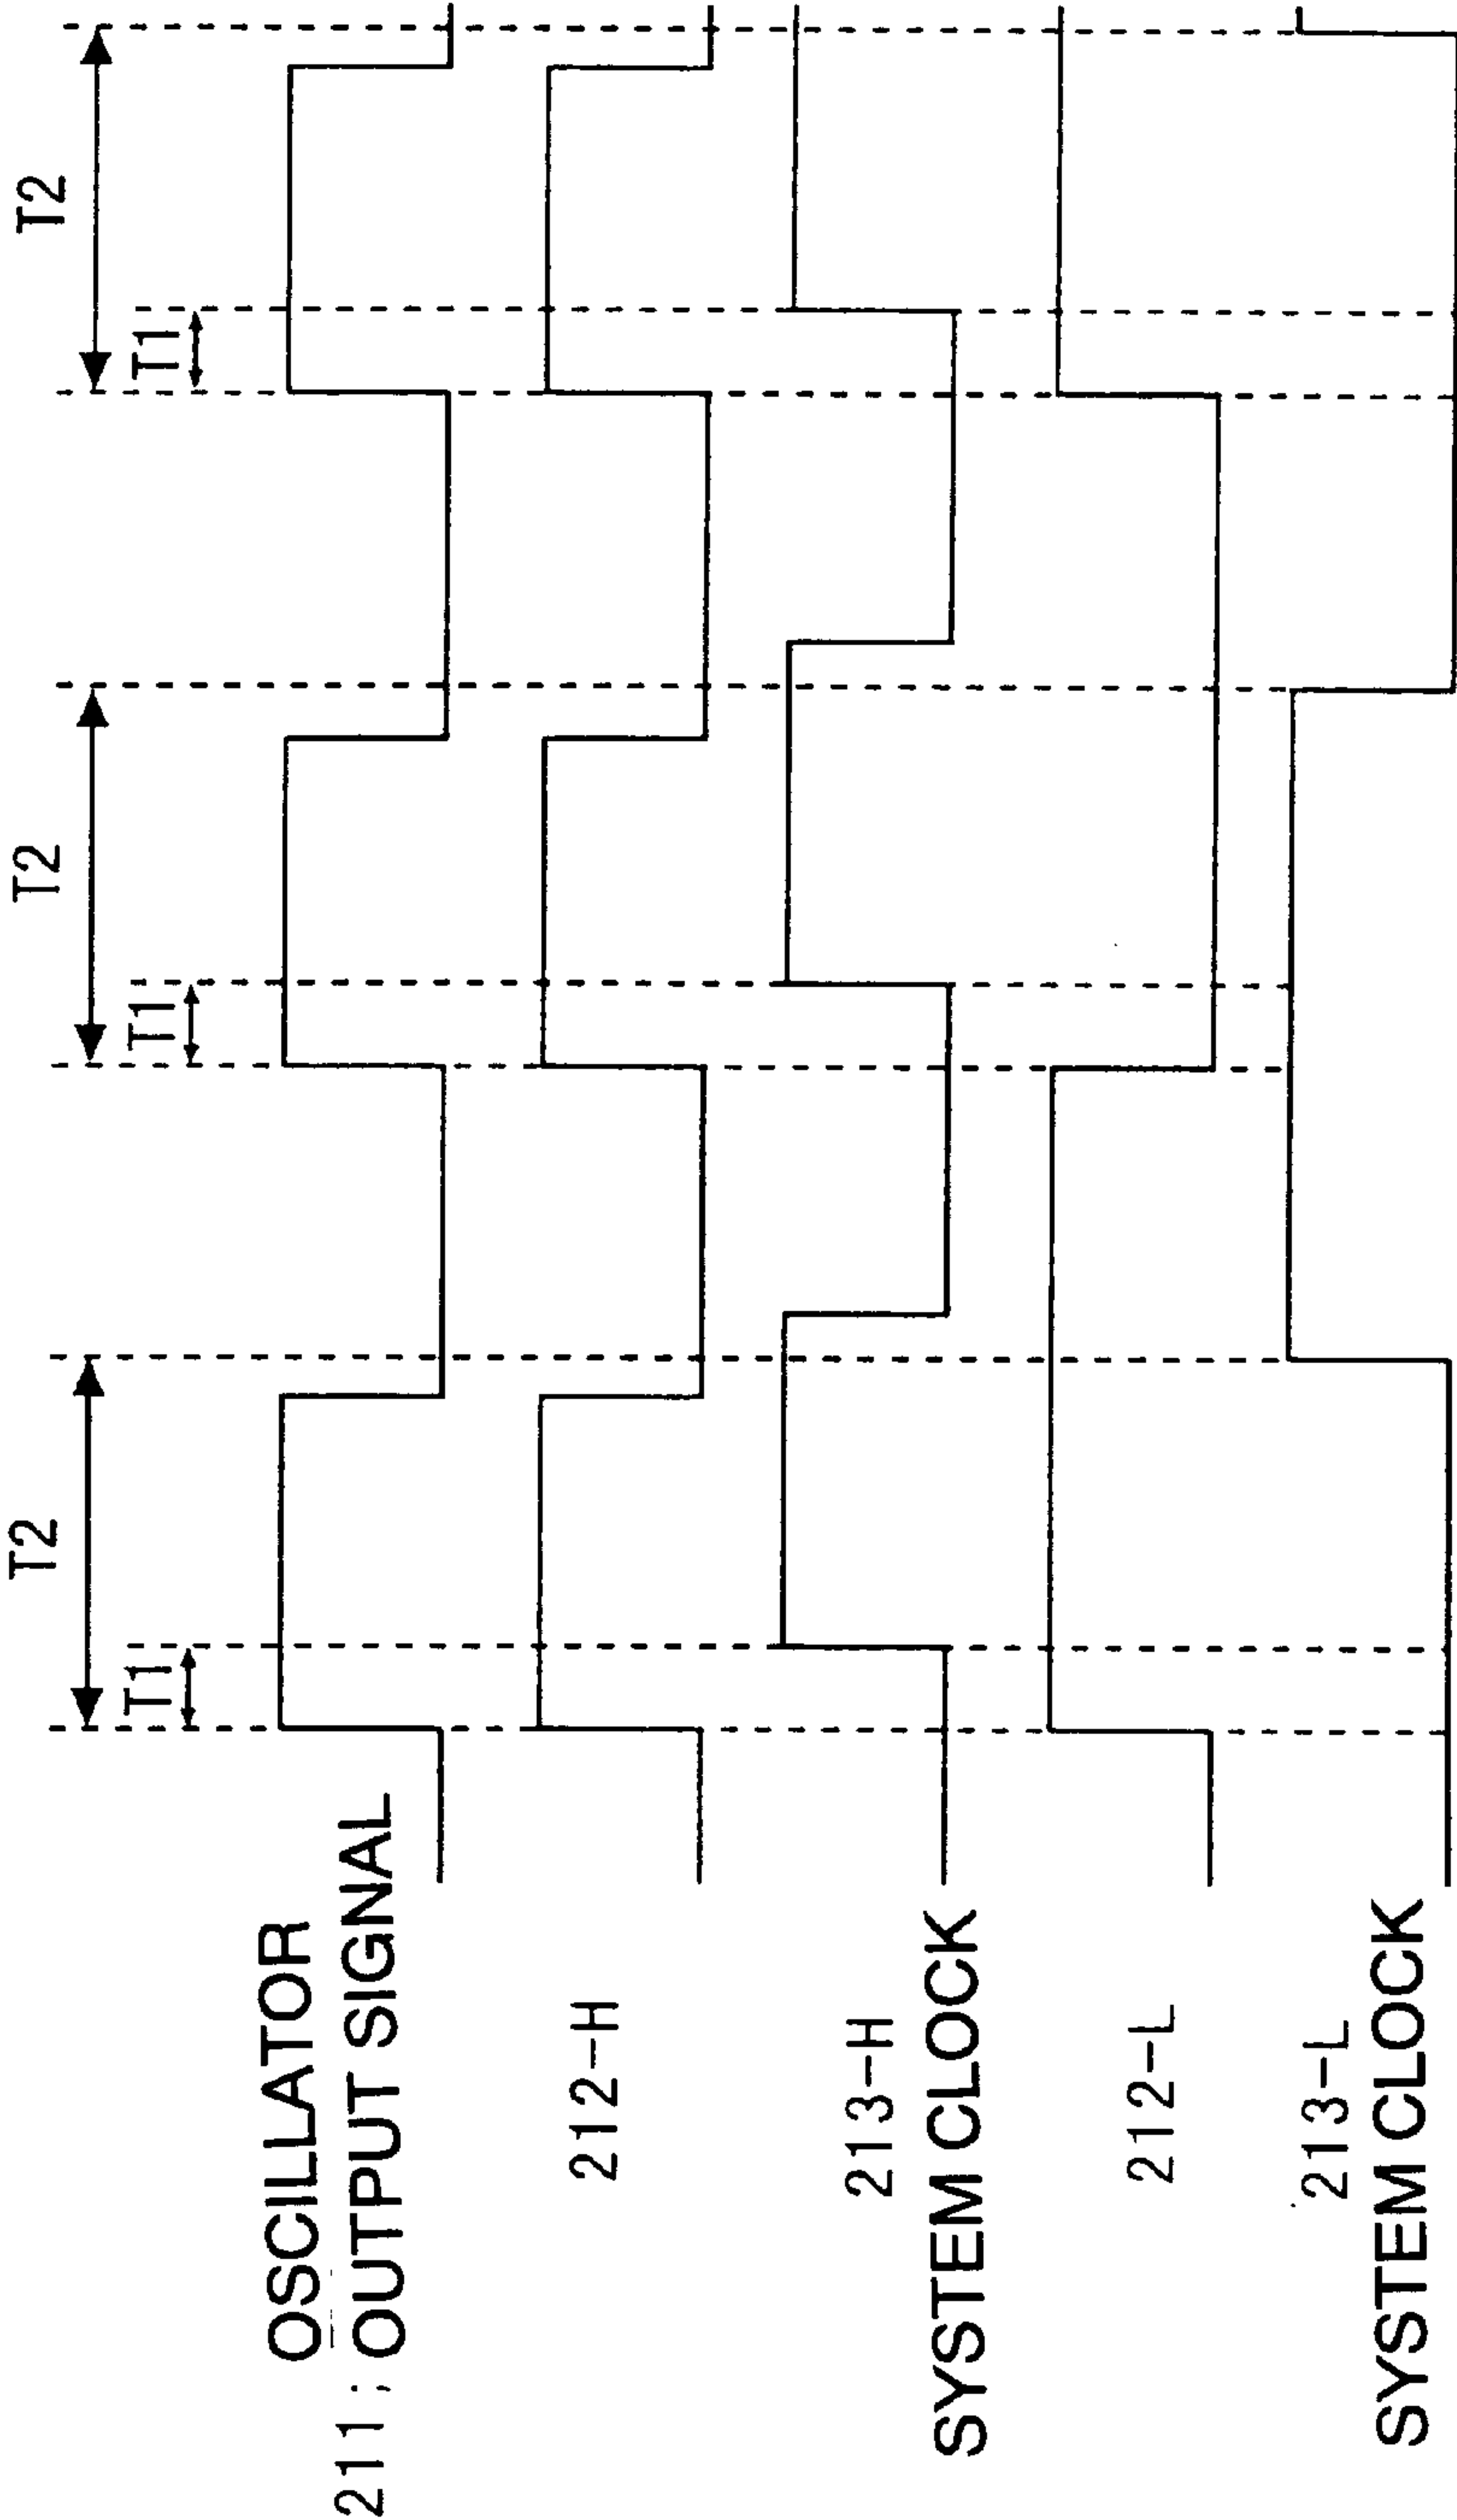 T2
T2
T2
T1
T1
T1
OSCILLATOR
211 : OUTPUT SIGNAL
212-H
213-H
SYSTEM CLOCK
212-L
213-L
SYSTEM CLOCK